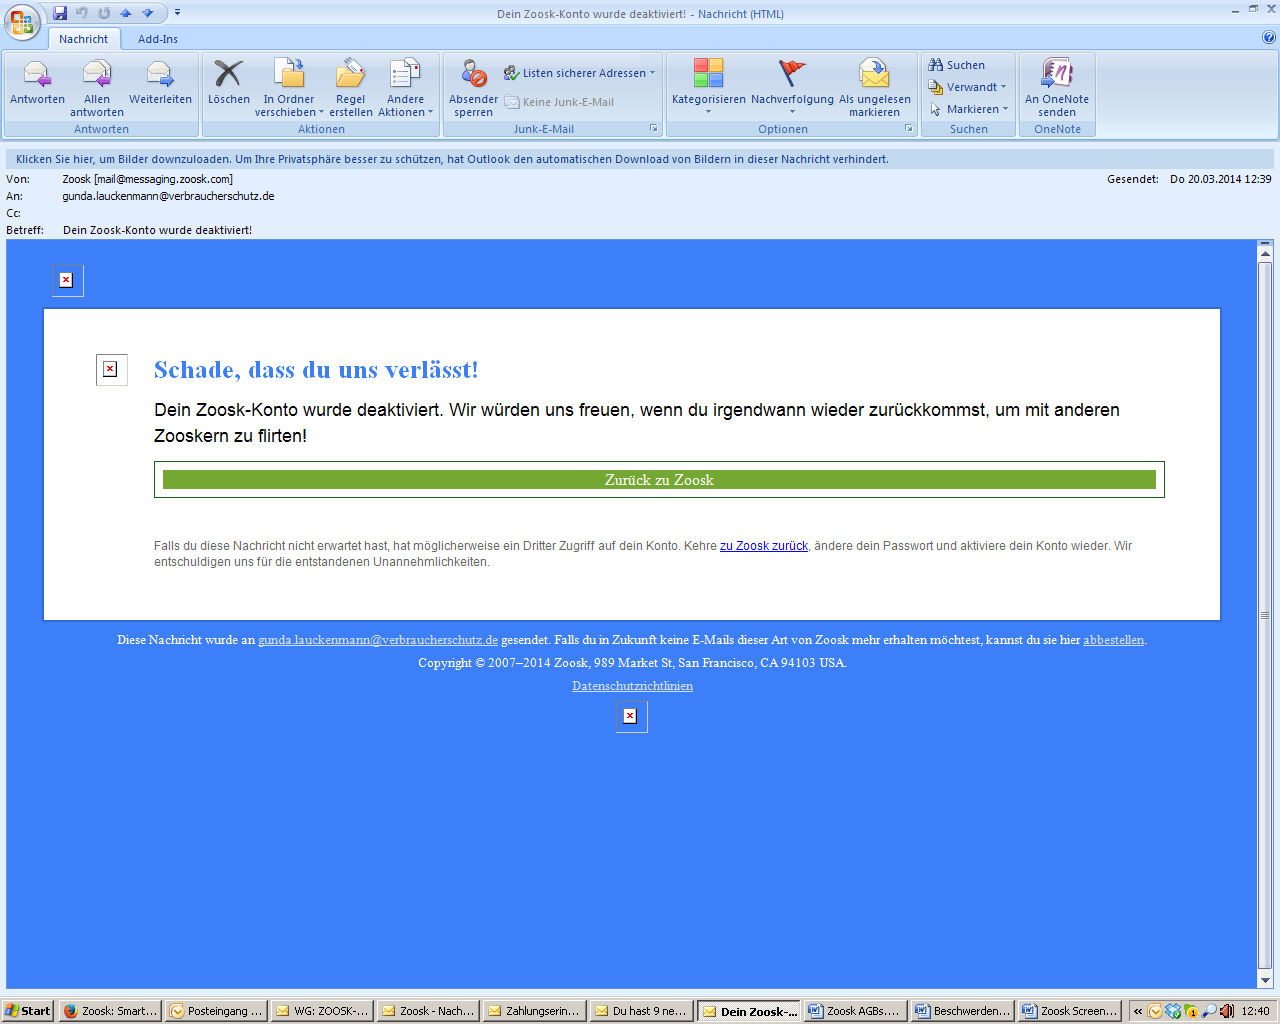 Dein Zoosk-Konto wurde deaktiviert! - Nachricht (HTML)
Nachricht Add-Ins
Antworten Allen antworten Weiterleiten
Löschen In Ordner verschieben Regel erstellen Andere Aktionen
Absender sperren Listen sicherer Adressen
Keine Junk-E-Mail
Kategorisieren Nachverfolgung Als ungelesen markieren
Suchen
Verwandt
Markieren
An OneNote senden
Antworten Aktionen Junk-E-Mail Optionen Suchen OneNote
Klicken Sie hier, um Bilder downzuloaden. Um Ihre Privatsphäre besser zu schützen, hat Outlook den automatischen Download von Bildern in dieser Nachricht verhindert.
Von: Zoosk [mail@messaging.zoosk.com] Gesendet: Do 20.03.2014 12:39
An: gunda.lauckenmann@verbraucherschutz.de
Cc:
Betreff: Dein Zoosk-Konto wurde deaktiviert!
Schade, dass du uns verlässt!
Dein Zoosk-Konto wurde deaktiviert. Wir würden uns freuen, wenn du irgendwann wieder zurückkommst, um mit anderen
Zooskern zu flirten!
Zurück zu Zoosk
Falls du diese Nachricht nicht erwartet hast, hat möglicherweise ein Dritter Zugriff auf dein Konto. Kehre zu Zoosk zurück, ändere dein Passwort und aktiviere dein Konto wieder. Wir
entschuldigen uns für die entstandenen Unannehmlichkeiten.
Diese Nachricht wurde an gunda.lauckenmann@verbraucherschutz.de gesendet. Falls du in Zukunft keine E-Mails dieser Art von Zoosk mehr erhalten möchtest, kannst du sie hier abbestellen.
Copyright © 2007–2014 Zoosk, 989 Market St, San Francisco, CA 94103 USA.
Datenschutzrichtlinien
Start Zoosk: Smart... Posteingang ... WG: ZOOSK-... Zoosk - Nach... Zahlungserin... Du hast 9 ne... Dein Zoosk-... Zoosk AGBs.... Beschwerden... Zoosk Screen... « 12:40